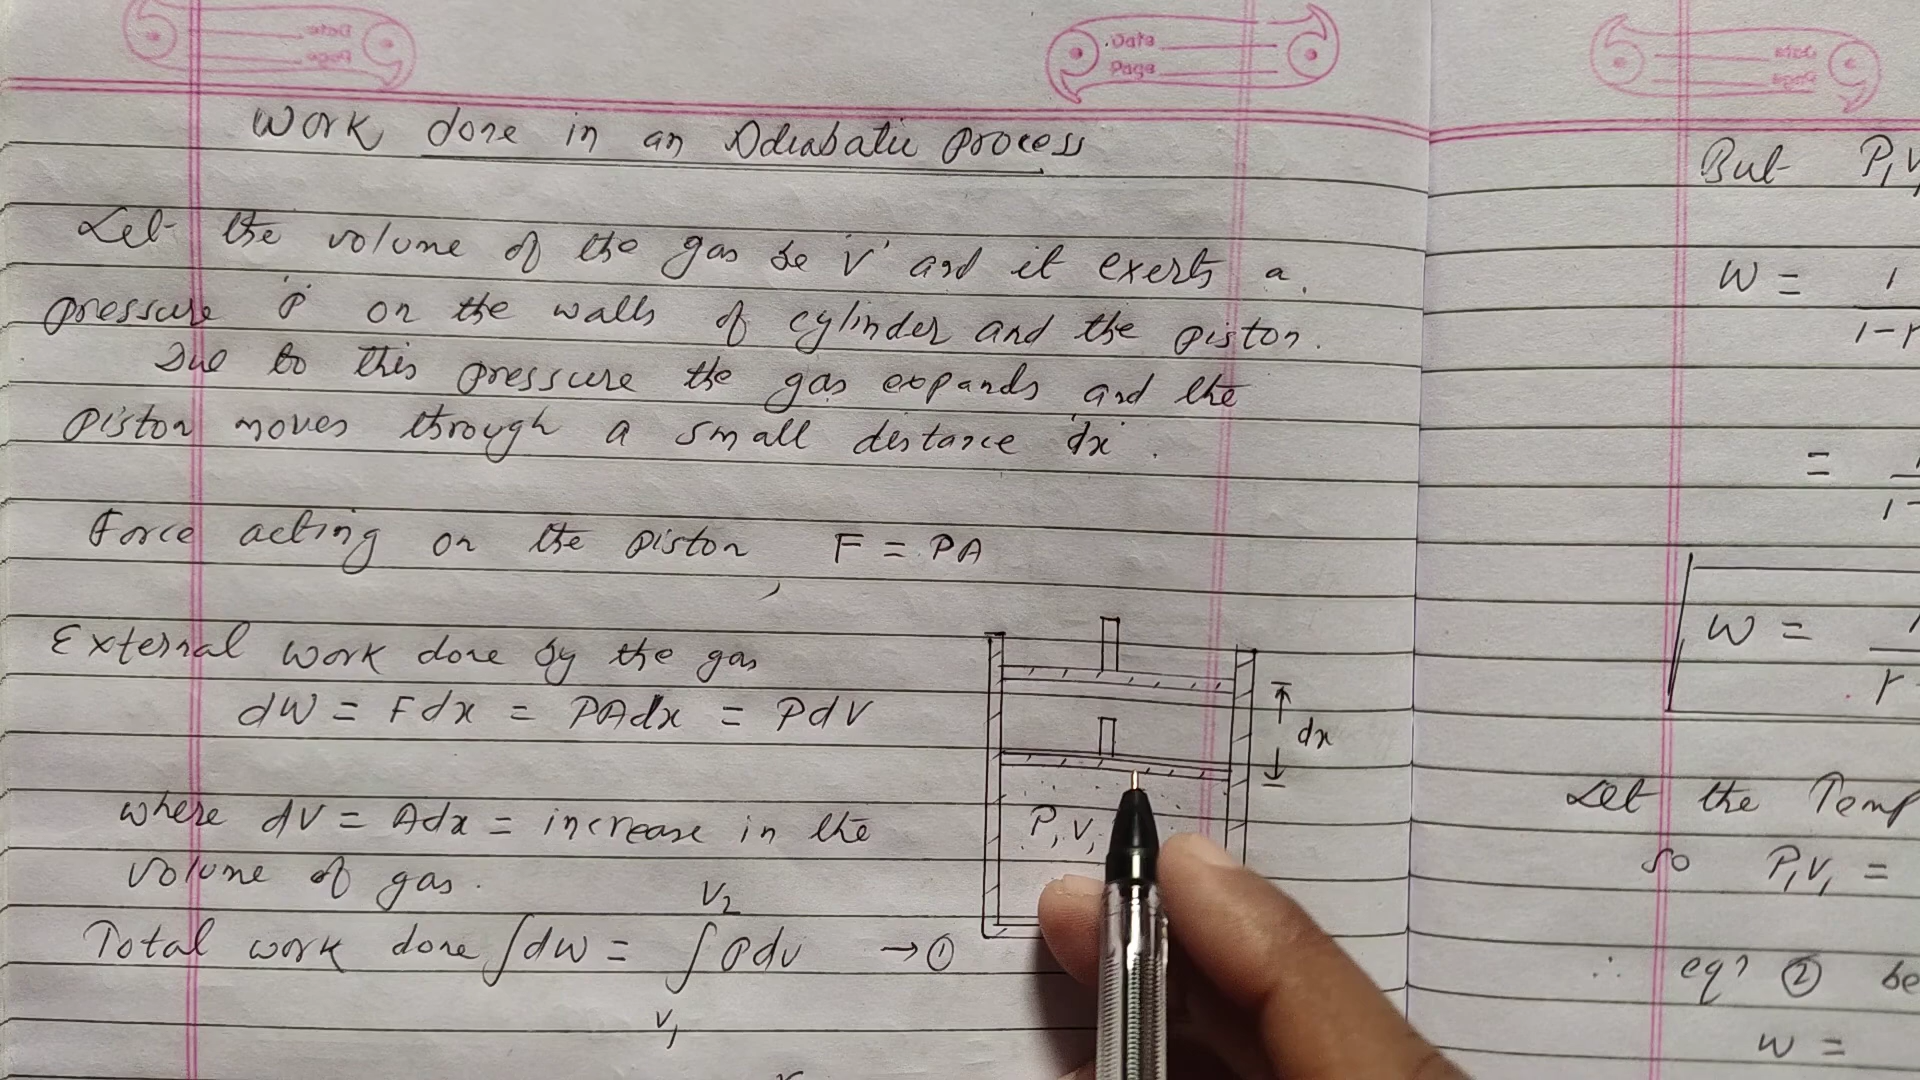 Date
Page
Work done in an Adiabatic process
Let the volume of the gas be 'V' and it exerts a
pressure 'P' on the walls of cylinder and the piston.
Due to this pressure the gas expands and the
piston moves through a small distance 'dx'.
Force acting on the piston F = PA
External work done by the gas
dW = Fdx = PAdx = PdV
where dV = Adx = increase in the
volume of gas.
Total work done ∫dW = ∫PdV → ①
V2
V1
dx
P, V,
But P1V
W = 1
1-r
=
1-
W =
r
Let the Temp
so P1V1 =
∴ eqn ② be
W =